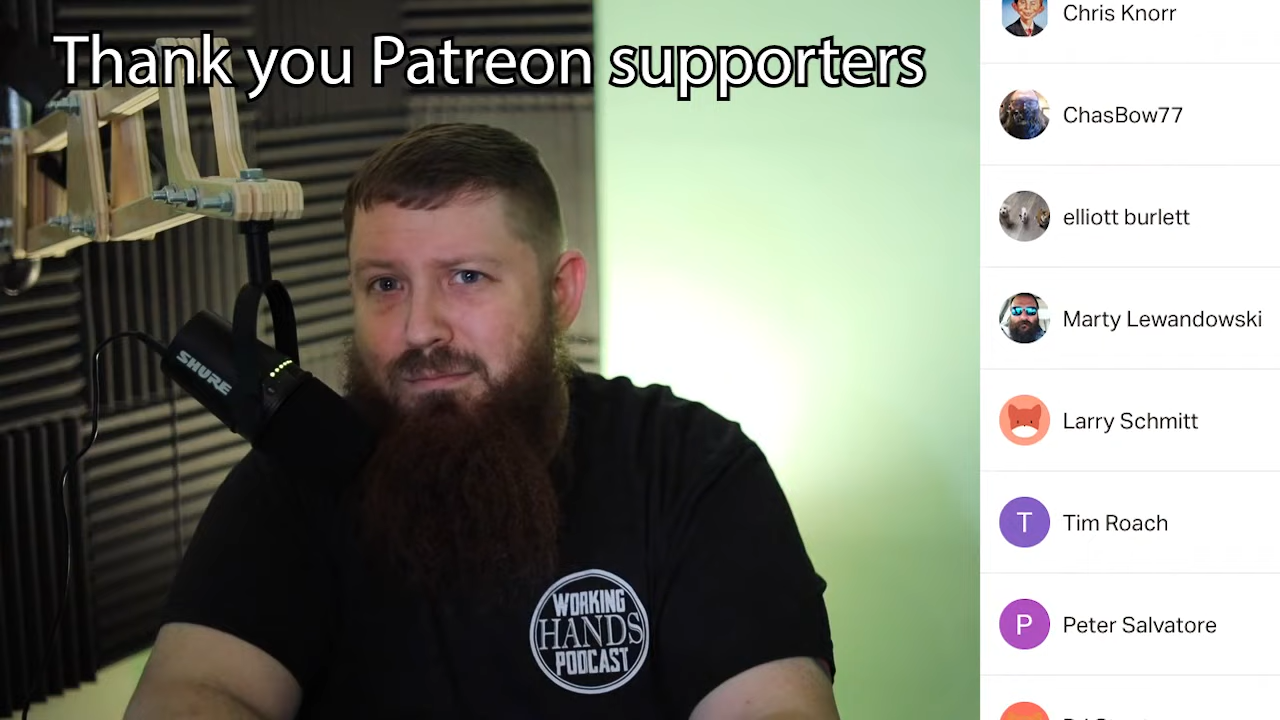 Thank you Patreon supporters
Chris Knorr
ChasBow77
elliott burlett
Marty Lewandowski
Larry Schmitt
T
Tim Roach
P
Peter Salvatore
SHURE
WORKING
HANDS
PODCAST